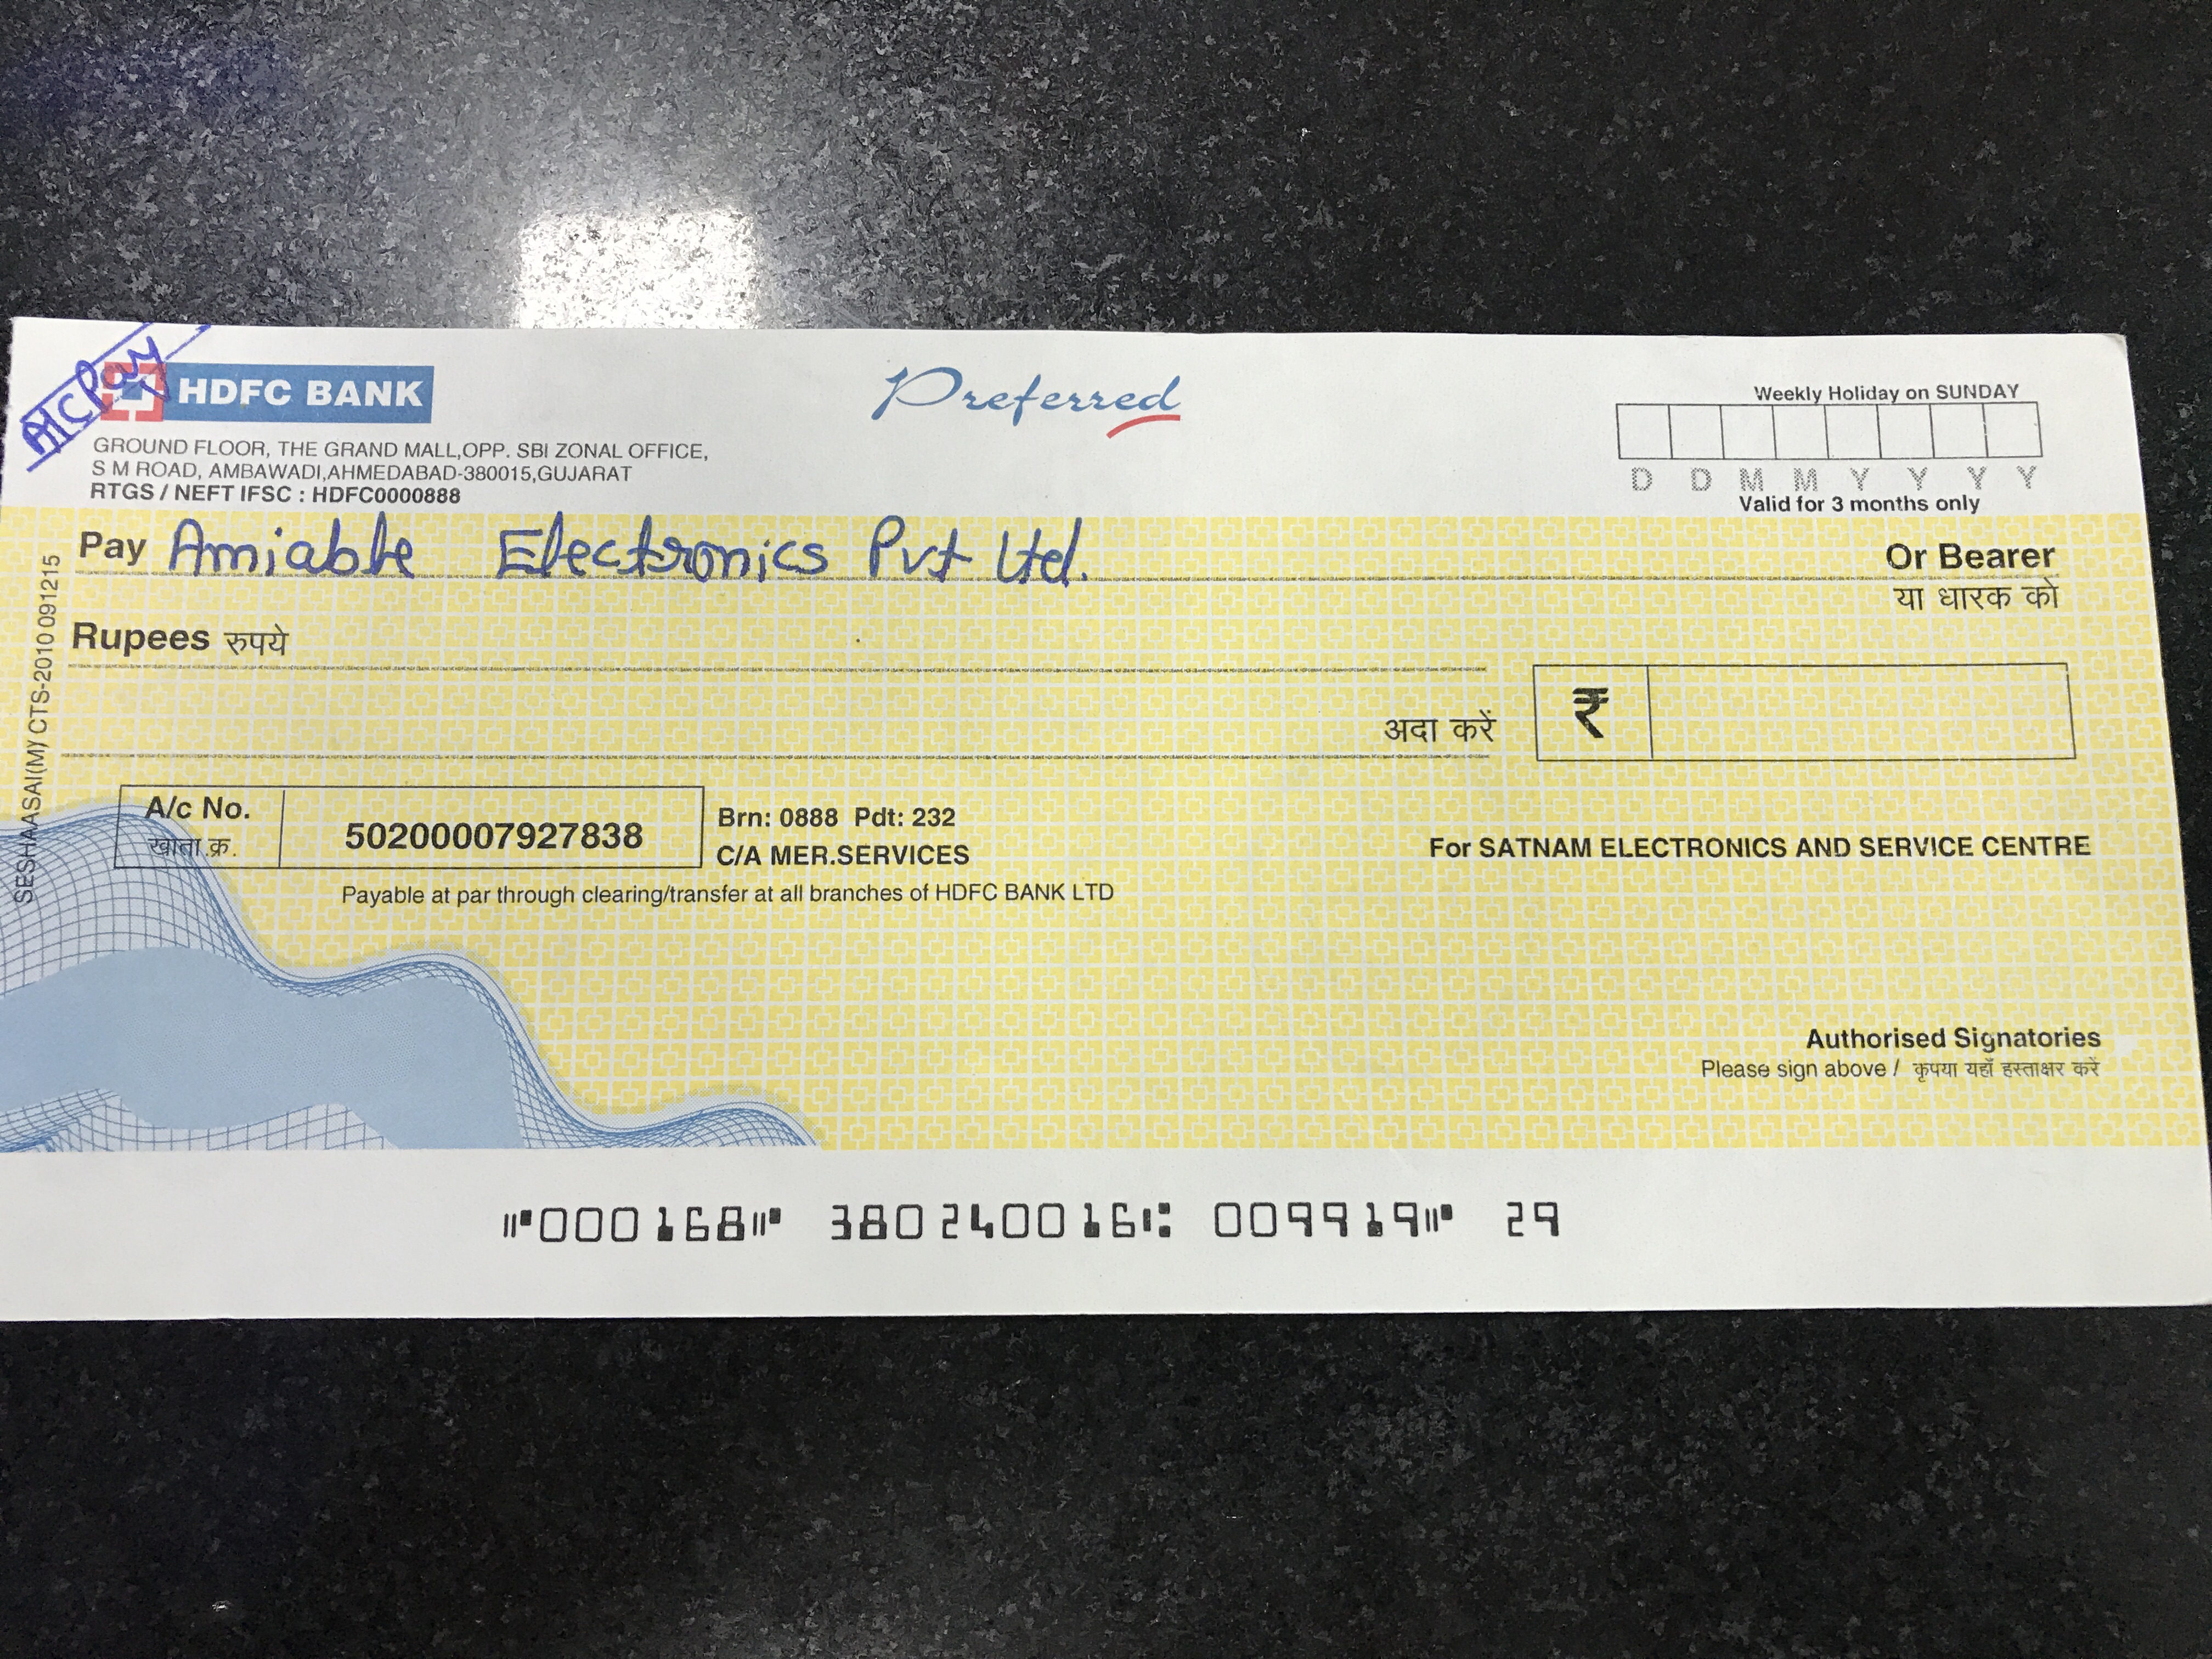 A/C Pay
HDFC BANK
Preferred
Weekly Holiday on SUNDAY
GROUND FLOOR, THE GRAND MALL,OPP. SBI ZONAL OFFICE,
S M ROAD, AMBAWADI,AHMEDABAD-380015,GUJARAT
RTGS / NEFT IFSC : HDFC0000888
D D M M Y Y Y Y
Valid for 3 months only
Pay Amiable Electronics Pvt Ltd. Or Bearer
या धारक को
Rupees रुपये
अदा करें ₹
A/c No.
खाता क्र.
50200007927838
Brn: 0888 Pdt: 232
C/A MER.SERVICES
For SATNAM ELECTRONICS AND SERVICE CENTRE
Payable at par through clearing/transfer at all branches of HDFC BANK LTD
Authorised Signatories
Please sign above / कृपया यहाँ हस्ताक्षर करें
SESHAASAI(M) CTS-2010 091215
⑈000168⑈ 380240016⑆ 009919⑈ 29